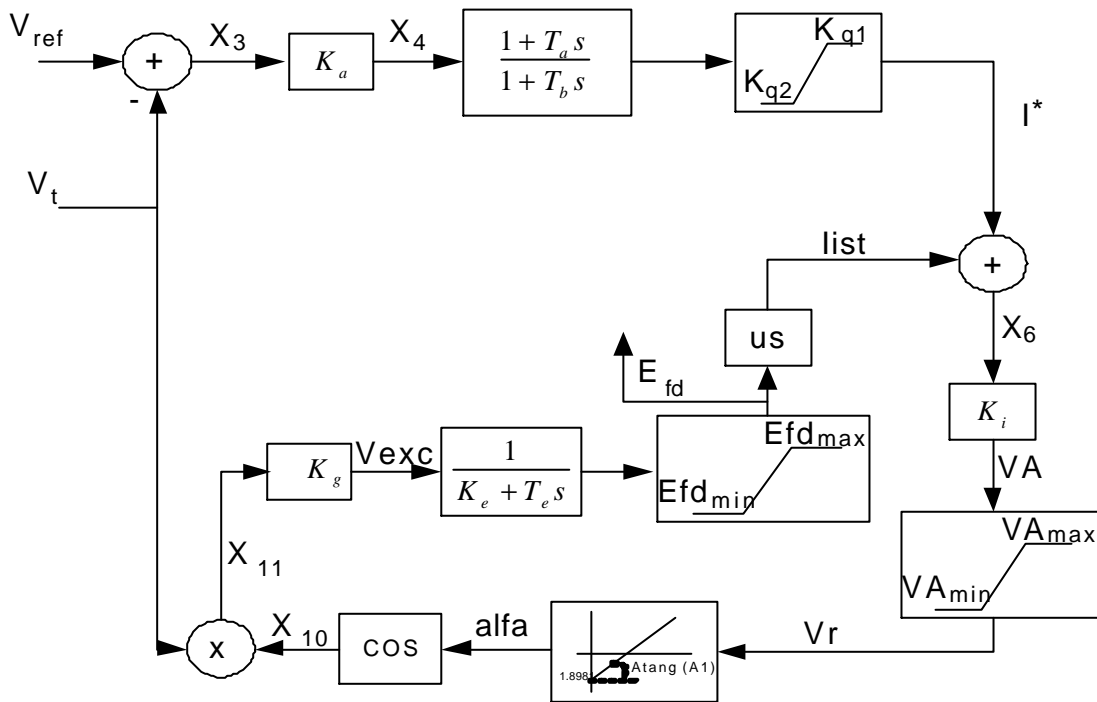 V_ref
+
-
X_3
K_a
X_4
1 + T_a s
1 + T_b s
K_q1
K_q2
I*
V_t
Iist
+
us
X_6
E_fd
K_i
Efd_max
Efd_min
K_g
Vexc
1
K_e + T_e s
VA
VA_max
VA_min
X_11
x
X_10
COS
alfa
1.898
Atang (A1)
Vr